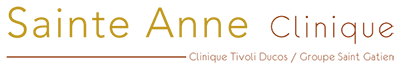 Sainte Anne Clinique
Clinique Tivoli Ducos / Groupe Saint Gatien